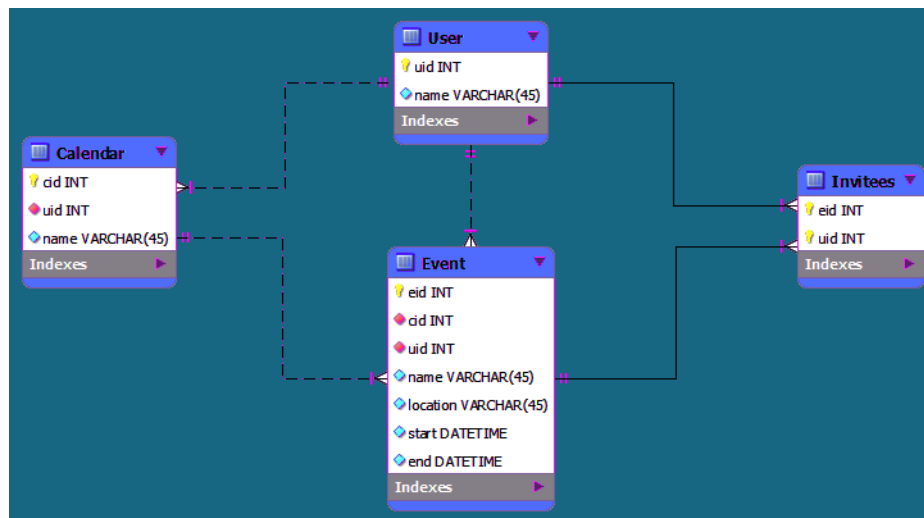 User
uid INT
name VARCHAR(45)
Indexes
Calendar
cid INT
uid INT
name VARCHAR(45)
Indexes
Invitees
eid INT
uid INT
Indexes
Event
eid INT
cid INT
uid INT
name VARCHAR(45)
location VARCHAR(45)
start DATETIME
end DATETIME
Indexes